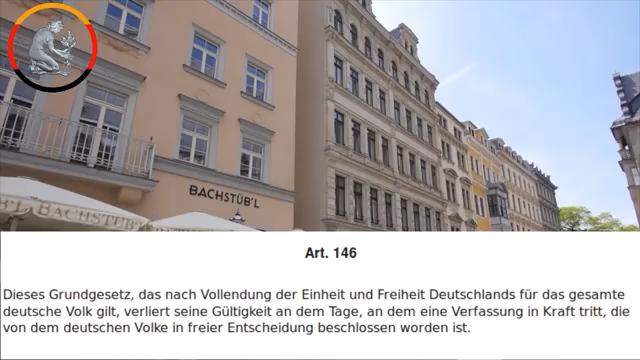 BACHSTÜB'L
B'L BACHSTÜB'
Art. 146
Dieses Grundgesetz, das nach Vollendung der Einheit und Freiheit Deutschlands für das gesamte
deutsche Volk gilt, verliert seine Gültigkeit an dem Tage, an dem eine Verfassung in Kraft tritt, die
von dem deutschen Volke in freier Entscheidung beschlossen worden ist.